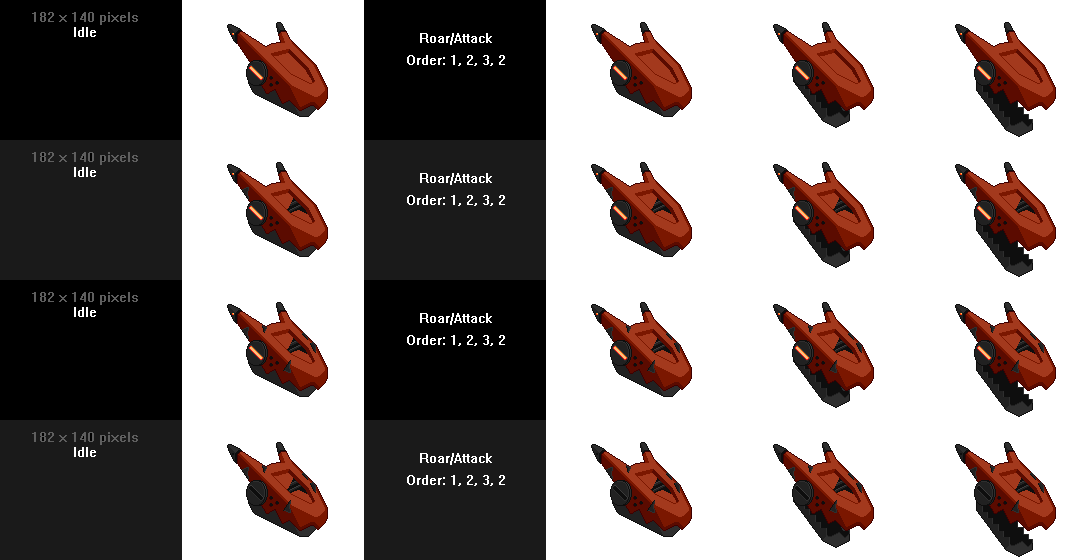 182 × 140 pixels
Idle
Roar/Attack
Order: 1, 2, 3, 2
182 × 140 pixels
Idle
Roar/Attack
Order: 1, 2, 3, 2
182 × 140 pixels
Idle
Roar/Attack
Order: 1, 2, 3, 2
182 × 140 pixels
Idle
Roar/Attack
Order: 1, 2, 3, 2